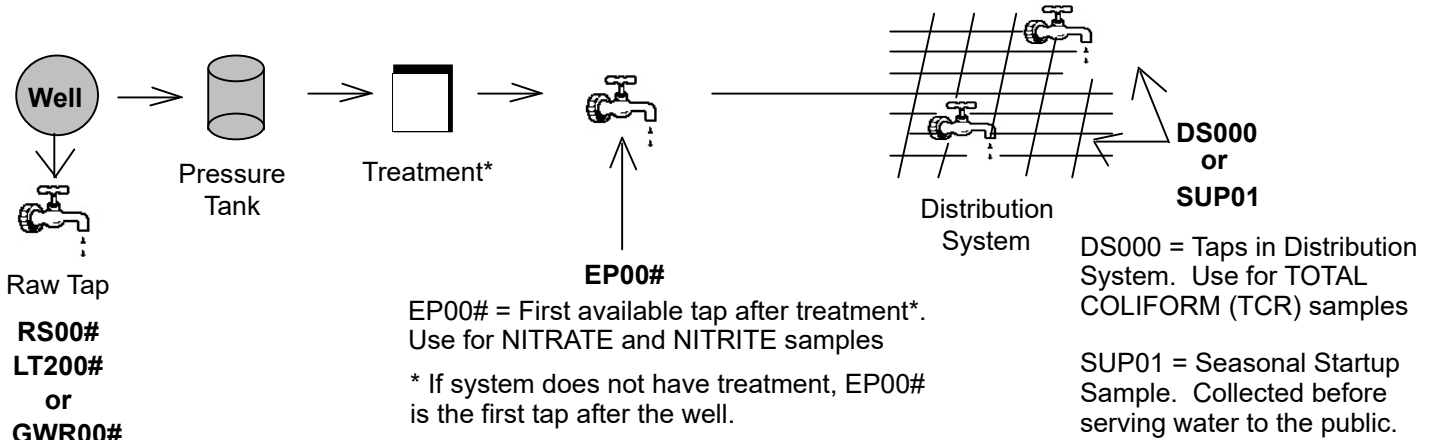 Well
Pressure
Tank
Treatment*
Raw Tap
RS00#
LT200#
or
GWR00#
EP00#
EP00# = First available tap after treatment*.
Use for NITRATE and NITRITE samples
* If system does not have treatment, EP00#
is the first tap after the well.
Distribution
System
DS000
or
SUP01
DS000 = Taps in Distribution
System. Use for TOTAL
COLIFORM (TCR) samples
SUP01 = Seasonal Startup
Sample. Collected before
serving water to the public.